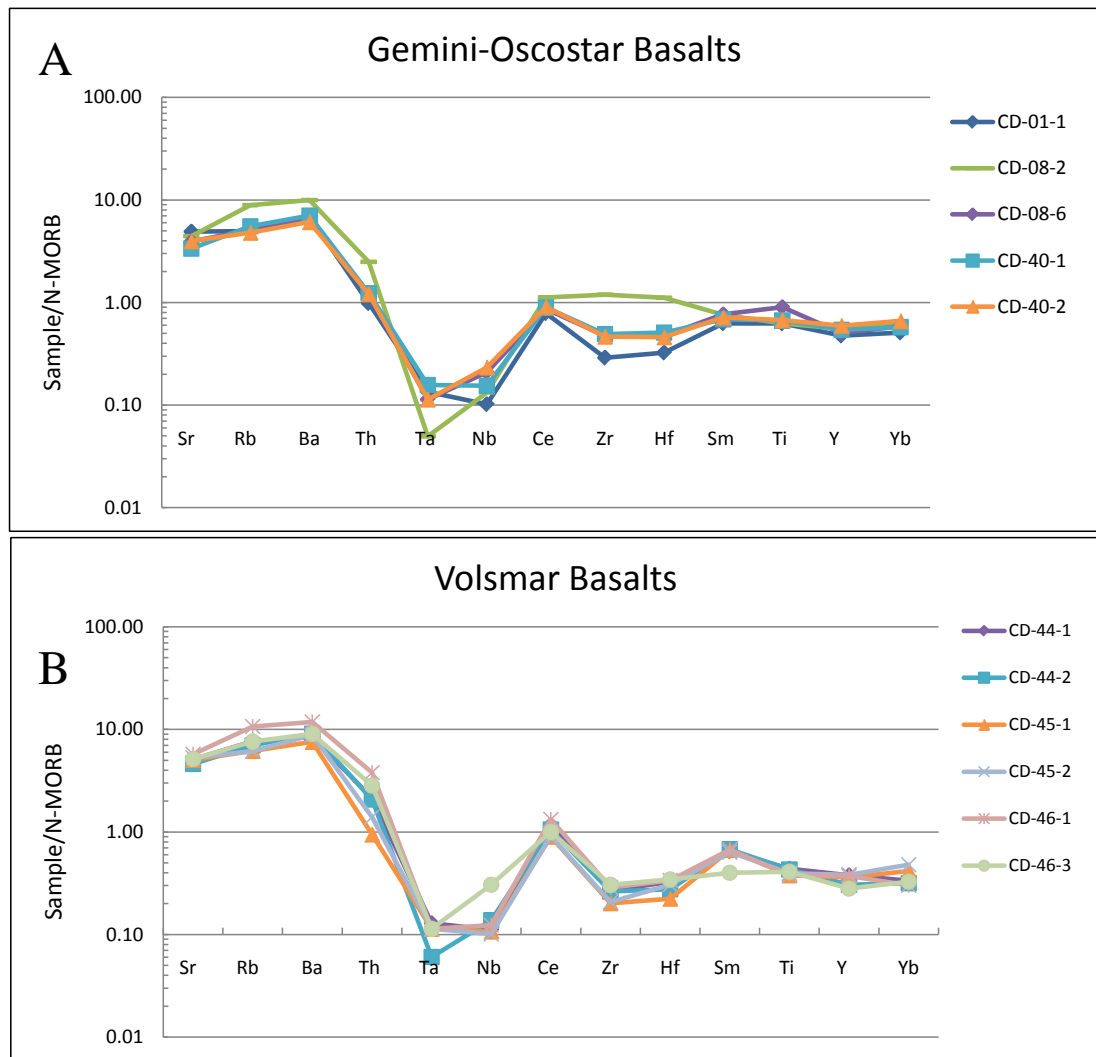 A
Gemini-Oscostar Basalts
100.00
10.00
1.00
0.10
0.01
Sample/N-MORB
Sr Rb Ba Th Ta Nb Ce Zr Hf Sm Ti Y Yb
CD-01-1
CD-08-2
CD-08-6
CD-40-1
CD-40-2
B
Volsmar Basalts
100.00
10.00
1.00
0.10
0.01
Sample/N-MORB
Sr Rb Ba Th Ta Nb Ce Zr Hf Sm Ti Y Yb
CD-44-1
CD-44-2
CD-45-1
CD-45-2
CD-46-1
CD-46-3